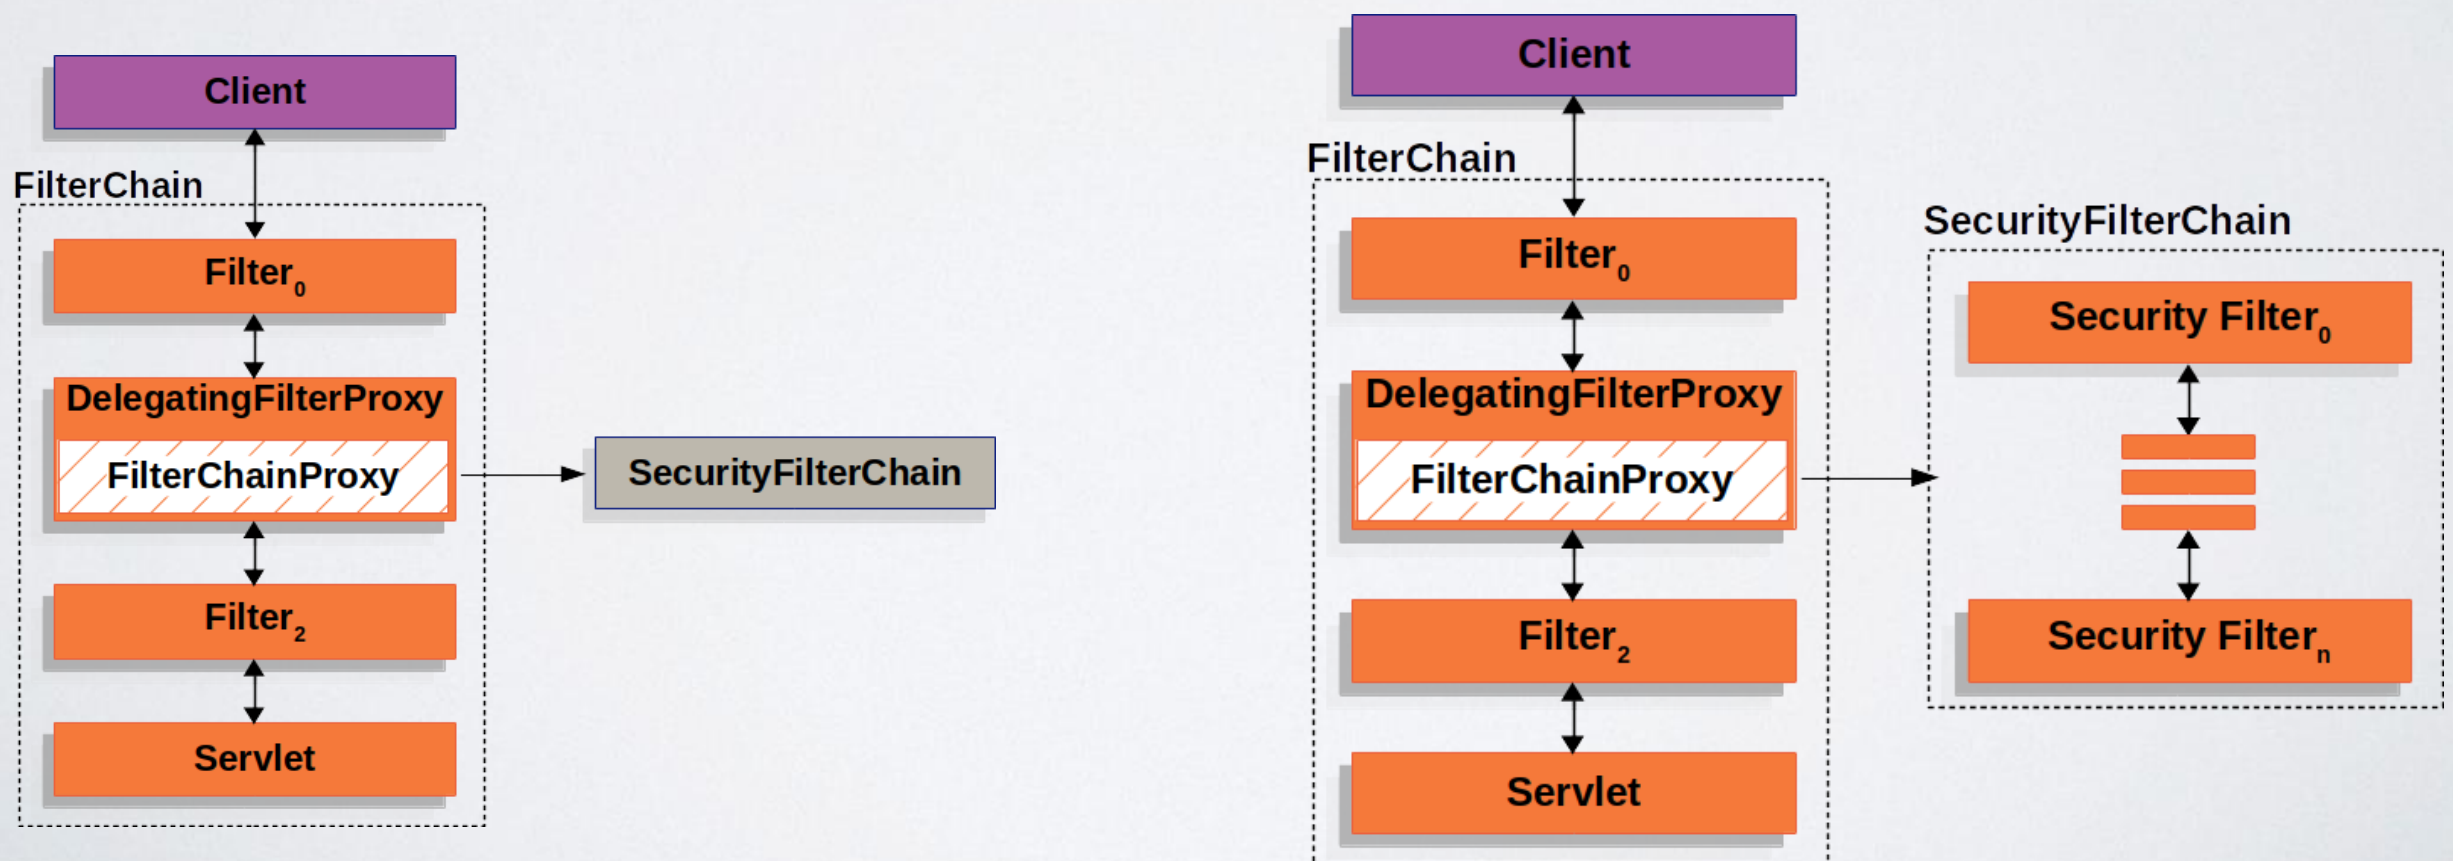 Client
FilterChain
Filter0
DelegatingFilterProxy
FilterChainProxy
SecurityFilterChain
Filter2
Servlet
Client
FilterChain
Filter0
DelegatingFilterProxy
FilterChainProxy
Filter2
Servlet
SecurityFilterChain
Security Filter0
Security Filtern